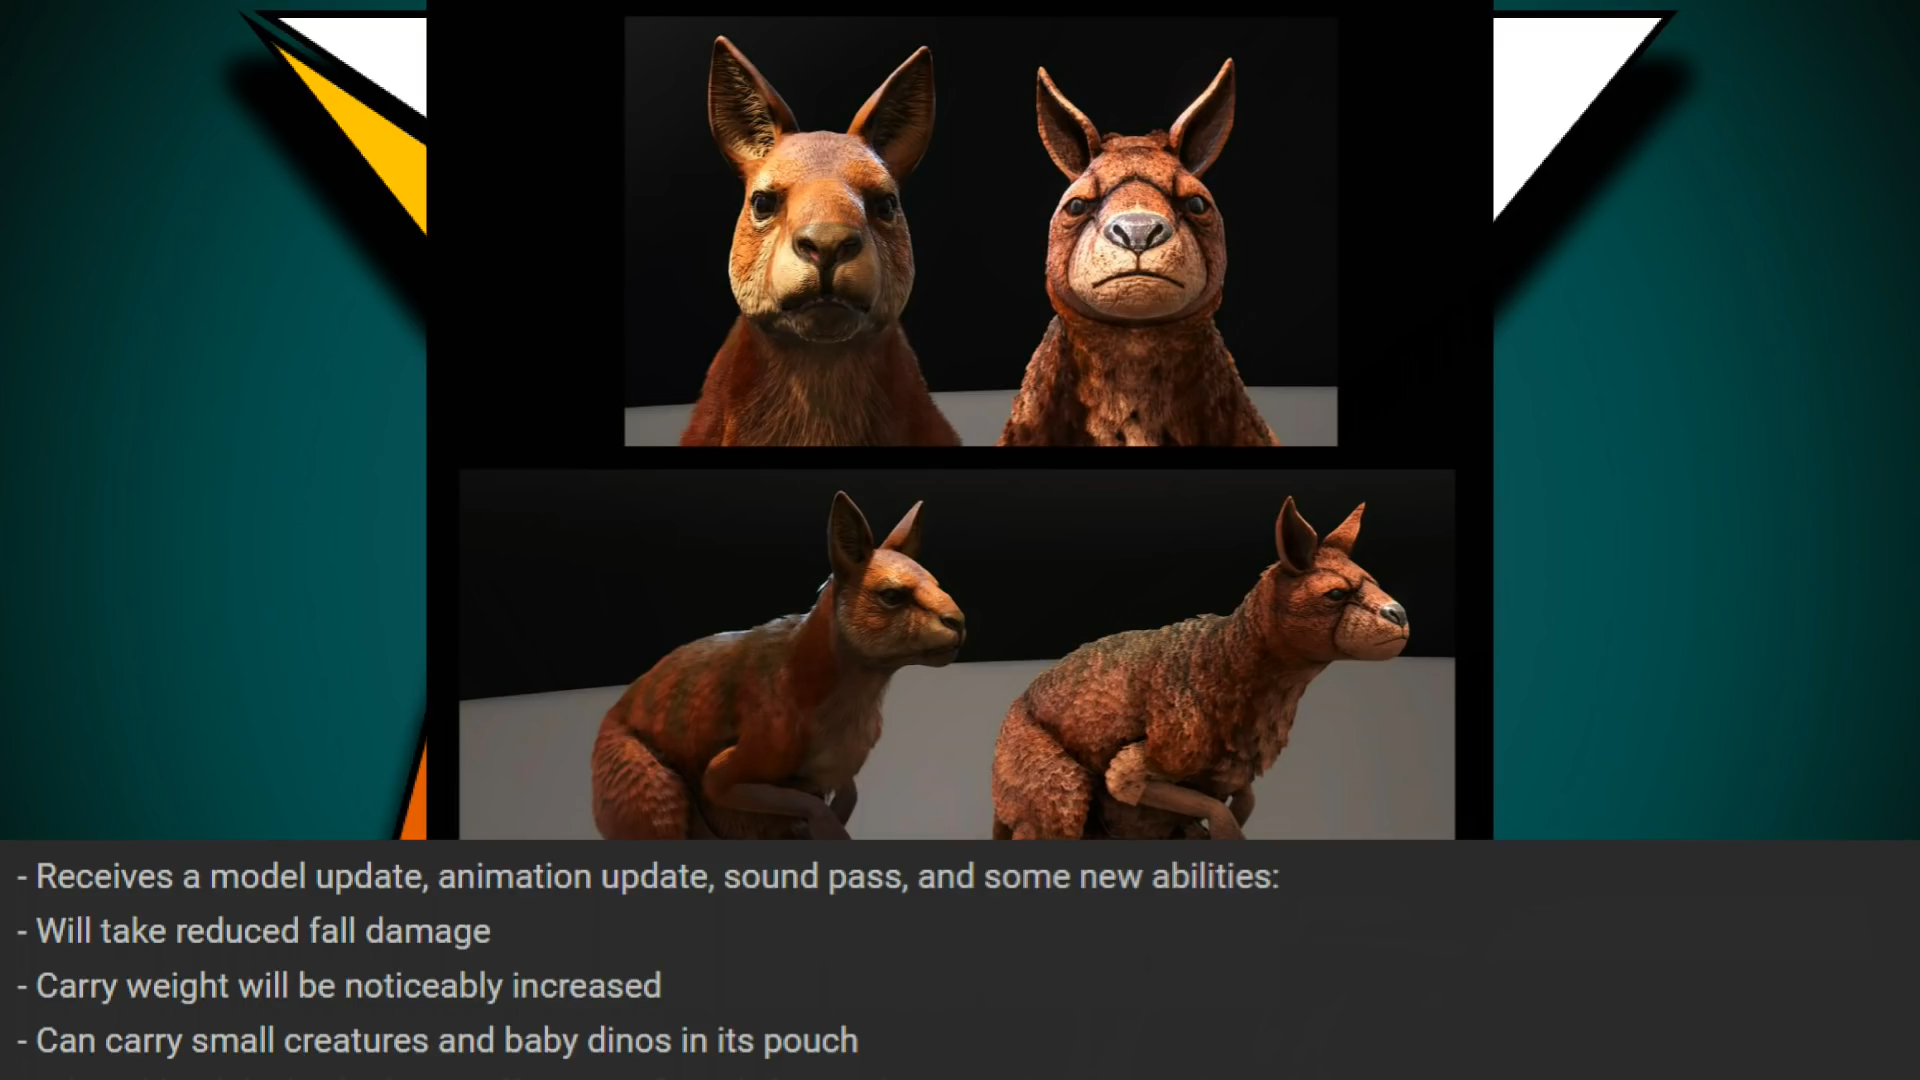 - Receives a model update, animation update, sound pass, and some new abilities:
- Will take reduced fall damage
- Carry weight will be noticeably increased
- Can carry small creatures and baby dinos in its pouch